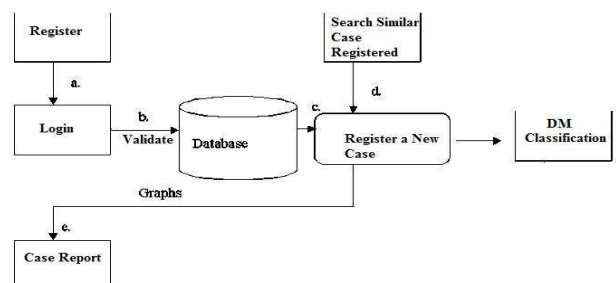 Register
Search Similar
Case
Registered
a.
d.
Login
b.
Validate
Database
c.
Register a New
Case
DM
Classification
Graphs
e.
Case Report